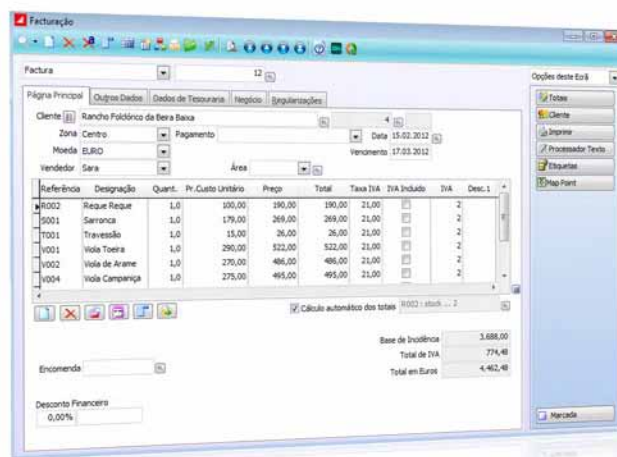 Facturação
Factura 12
Opções deste Ecrã
Página Principal Outros Dados Dados de Tesouraria Negócio Regularizações
Totais
Cliente Rancho Folclórico da Beira Baixa 4
Cliente
Zona Centro Pagamento Data 15.02.2012
Imprimir
Moeda EURO Vencimento 17.03.2012
Processador Texto
Vendedor Sara Área
Etiquetas
Map Point
Referência Designação Quant. Pr.Custo Unitário Preço Total Taxa IVA IVA Incluido IVA Desc.1
R002 Reque Reque 1,0 100,00 190,00 190,00 21,00 2
S001 Sarronca 1,0 179,00 269,00 269,00 21,00 2
T001 Travessão 1,0 15,00 26,00 26,00 21,00 2
V001 Viola Toeira 1,0 290,00 522,00 522,00 21,00 2
V002 Viola de Arame 1,0 270,00 486,00 486,00 21,00 2
V004 Viola Campaniça 1,0 275,00 495,00 495,00 21,00 2
Cálculo automático dos totais R002 : stock ... 2
Base de Incidência 3.688,00
Total de IVA 774,48
Encomenda
Total em Euros 4.462,48
Desconto Financeiro
0,00%
Marcada